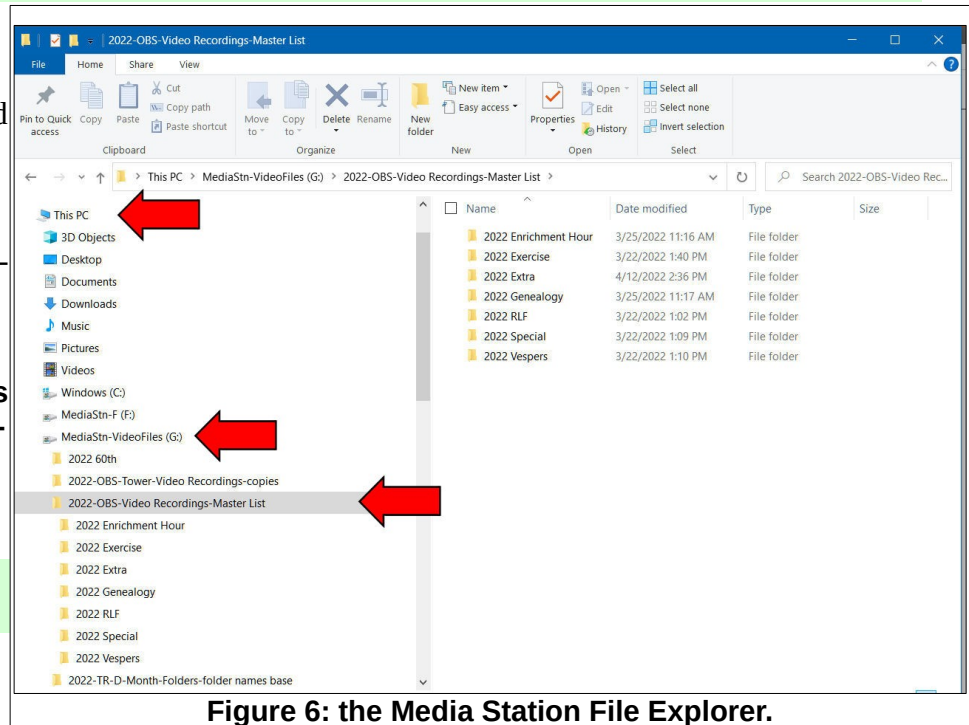 2022-OBS-Video Recordings-Master List
File Home Share View
Pin to Quick access
Copy
Paste
Cut
Copy path
Paste shortcut
Move to
Copy to
Delete
Rename
New folder
New item
Easy access
Properties
Open
Edit
History
Select all
Select none
Invert selection
Clipboard Organize New Open Select
This PC > MediaStn-VideoFiles (G:) > 2022-OBS-Video Recordings-Master List >
Search 2022-OBS-Video Rec...
This PC
3D Objects
Desktop
Documents
Downloads
Music
Pictures
Videos
Windows (C:)
MediaStn-F (F:)
MediaStn-VideoFiles (G:)
2022 60th
2022-OBS-Tower-Video Recordings-copies
2022-OBS-Video Recordings-Master List
2022 Enrichment Hour
2022 Exercise
2022 Extra
2022 Genealogy
2022 RLF
2022 Special
2022 Vespers
2022-TR-D-Month-Folders-folder names base
Name Date modified Type Size
2022 Enrichment Hour 3/25/2022 11:16 AM File folder
2022 Exercise 3/22/2022 1:40 PM File folder
2022 Extra 4/12/2022 2:36 PM File folder
2022 Genealogy 3/25/2022 11:17 AM File folder
2022 RLF 3/22/2022 1:02 PM File folder
2022 Special 3/22/2022 1:09 PM File folder
2022 Vespers 3/22/2022 1:10 PM File folder
Figure 6: the Media Station File Explorer.